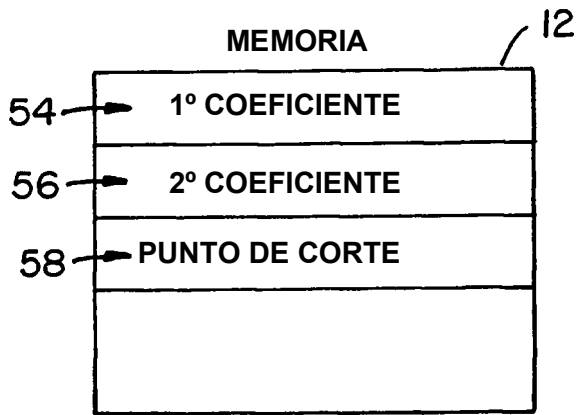 MEMORIA
12
54 1º COEFICIENTE
56 2º COEFICIENTE
58 PUNTO DE CORTE